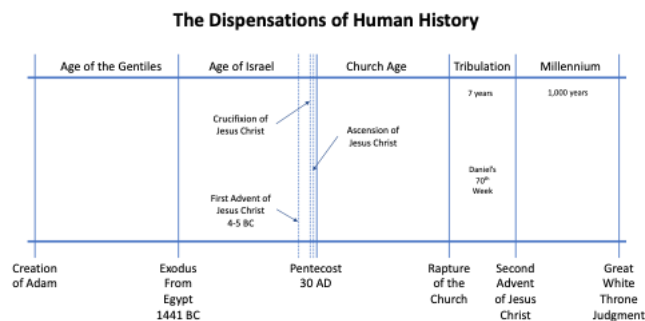 The Dispensations of Human History
Age of the Gentiles
Age of Israel
Church Age
Tribulation
Millennium
7 years
1,000 years
Crucifixion of
Jesus Christ
Ascension of
Jesus Christ
Daniel's
70th
Week
First Advent of
Jesus Christ
4-5 BC
Creation
of Adam
Exodus
From
Egypt
1441 BC
Pentecost
30 AD
Rapture
of the
Church
Second
Advent
of Jesus
Christ
Great
White
Throne
Judgment